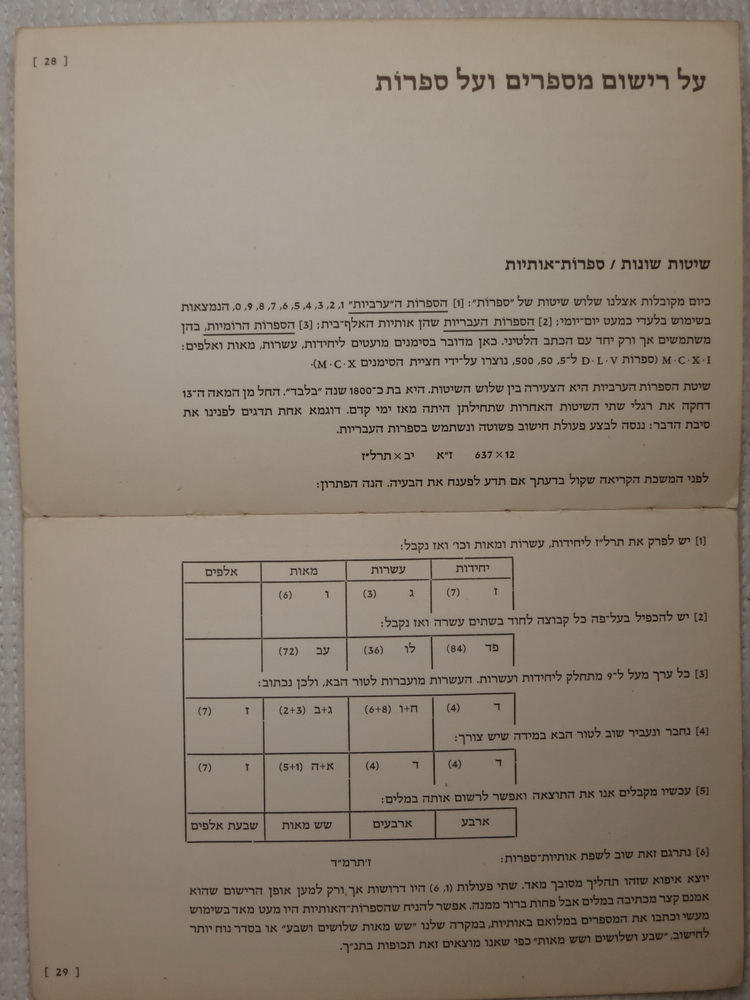 [ 28 ]
על רישום מספרים ועל ספרוֹת
שיטות שונות / ספרוֹת־אותיות
כיום מקובלות אצלנו שלוש שיטות של "ספרות": [1] הספרות ה"ערביות" 1, 2, 3, 4, 5, 6, 7, 8, 9, 0, הנמצאות
בשימוש בלעדי כמעט יום־יומי; [2] הספרות העבריות שהן אותיות האלף־בית; [3] הספרות הרומיות, בהן
משתמשים אך ורק יחד עם הכתב הלטיני. כאן מדובר בסימנים מועטים ליחידות, עשרות, מאות ואלפים:
M·C·X·I (ספרות D·L·V ל־5, 50, 500, נוצרו על־ידי חציית הסימנים M·C·X).
שיטת הספרות הערביות היא הצעירה בין שלוש השיטות. היא בת כ־1800 שנה "בלבד". החל מן המאה ה־13
דחקה את רגלי שתי השיטות האחרות שתחילתן היתה מאז ימי קדם. דוגמא אחת תדגים לפנינו את
סיבת הדבר: ננסה לבצע פעולת חישוב פשוטה ונשתמש בספרות העבריות.
637×12 ז"א יב×תרל"ז
לפני המשכת הקריאה שקול בדעתך אם תדע לפענח את הבעיה. הנה הפתרון:
[1] יש לפרק את תרל"ז ליחידות, עשרות ומאות וכו' ואז נקבל:
יחידות עשרות מאות אלפים
ז (7) ג (3) ו (6)
[2] יש להכפיל בעל־פה כל קבוצה לחוד בשתים עשרה ואז נקבל:
פד (84) לו (36) עב (72)
[3] כל ערך מעל ל־9 מתחלק ליחידות ועשרות. העשרות מועברות לטור הבא, ולכן נכתוב:
ד (4) ח+ו (6+8) ג+ב (2+3) ז (7)
[4] נחבר ונעביר שוב לטור הבא במידה שיש צורך:
ד (4) ד (4) א+ה (5+1) ז (7)
[5] עכשיו מקבלים אנו את התוצאה ואפשר לרשום אותה במלים:
ארבע ארבעים שש מאות שבעת אלפים
[6] נתרגם זאת שוב לשפת אותיות־ספרות: ז'תרמ"ד
יוצא איפוא שזהו תהליך מסובך מאד. שתי פעולות (1, 6) היו דרושות אך ורק למען אופן הרישום שהוא
אמנם קצר מכתיבה במלים אבל פחות ברור ממנה. אפשר להניח שהספרות־האותיות היו מעט מאד בשימוש
מעשי וכתבו את המספרים במלואם באותיות, במקרה שלנו "שש מאות שלושים ושבע" או בסדר נוח יותר
לחישוב, "שבע ושלושים ושש מאות" כפי שאנו מוצאים זאת תכופות בתנ"ך.
[ 29 ]